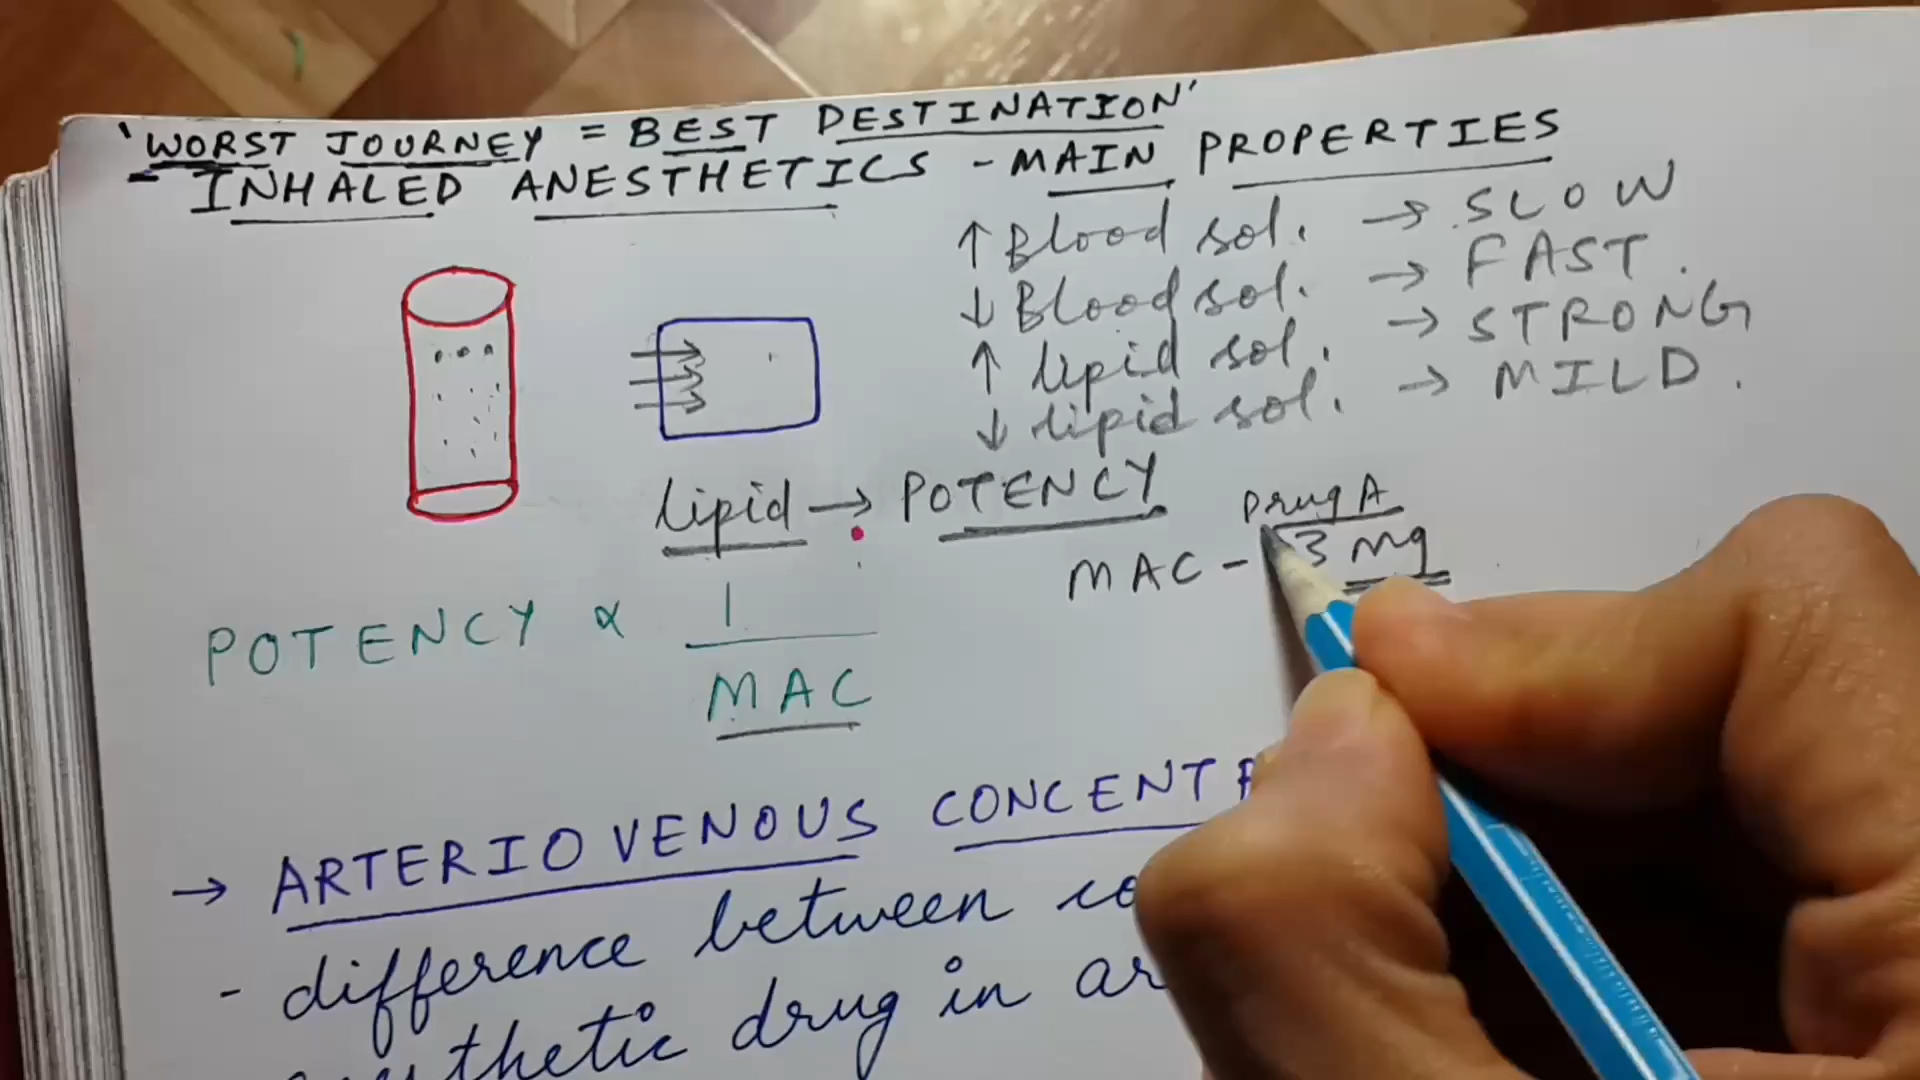 'WORST JOURNEY = BEST DESTINATION'
INHALED ANESTHETICS - MAIN PROPERTIES
↑ Blood sol. → SLOW
↓ Blood sol. → FAST.
↑ lipid sol. → STRONG
↓ lipid sol. → MILD.
lipid → POTENCY
Drug A
MAC - 3 mg
POTENCY ∝ 1
MAC
→ ARTERIOVENOUS
- difference between
drug in